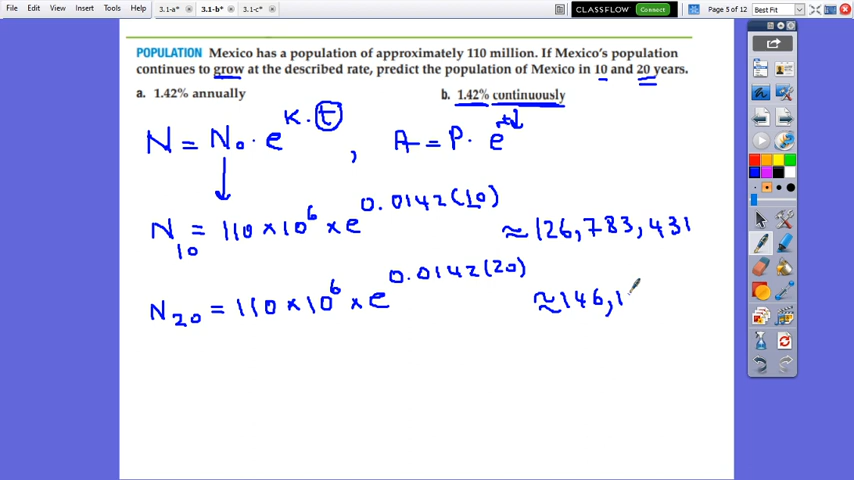 File Edit View Insert Tools Help 3.1-a* 3.1-b* 3.1-c* CLASSFLOW Connect Page 5 of 12 Best Fit
POPULATION Mexico has a population of approximately 110 million. If Mexico's population
continues to grow at the described rate, predict the population of Mexico in 10 and 20 years.
a. 1.42% annually b. 1.42% continuously
N = N₀ · e^(K·t) , A = P · e^(rt)
N₁₀ = 110 × 10⁶ × e^(0.0142(10)) ≈ 126,783,431
N₂₀ = 110 × 10⁶ × e^(0.0142(20)) ≈ 146,1